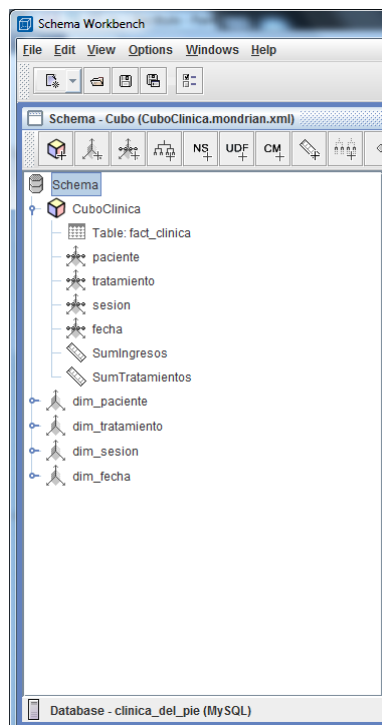 Schema Workbench
File Edit View Options Windows Help
Schema - Cubo (CuboClinica.mondrian.xml)
NS UDF CM
Schema
CuboClinica
Table: fact_clinica
paciente
tratamiento
sesion
fecha
SumIngresos
SumTratamientos
dim_paciente
dim_tratamiento
dim_sesion
dim_fecha
Database - clinica_del_pie (MySQL)